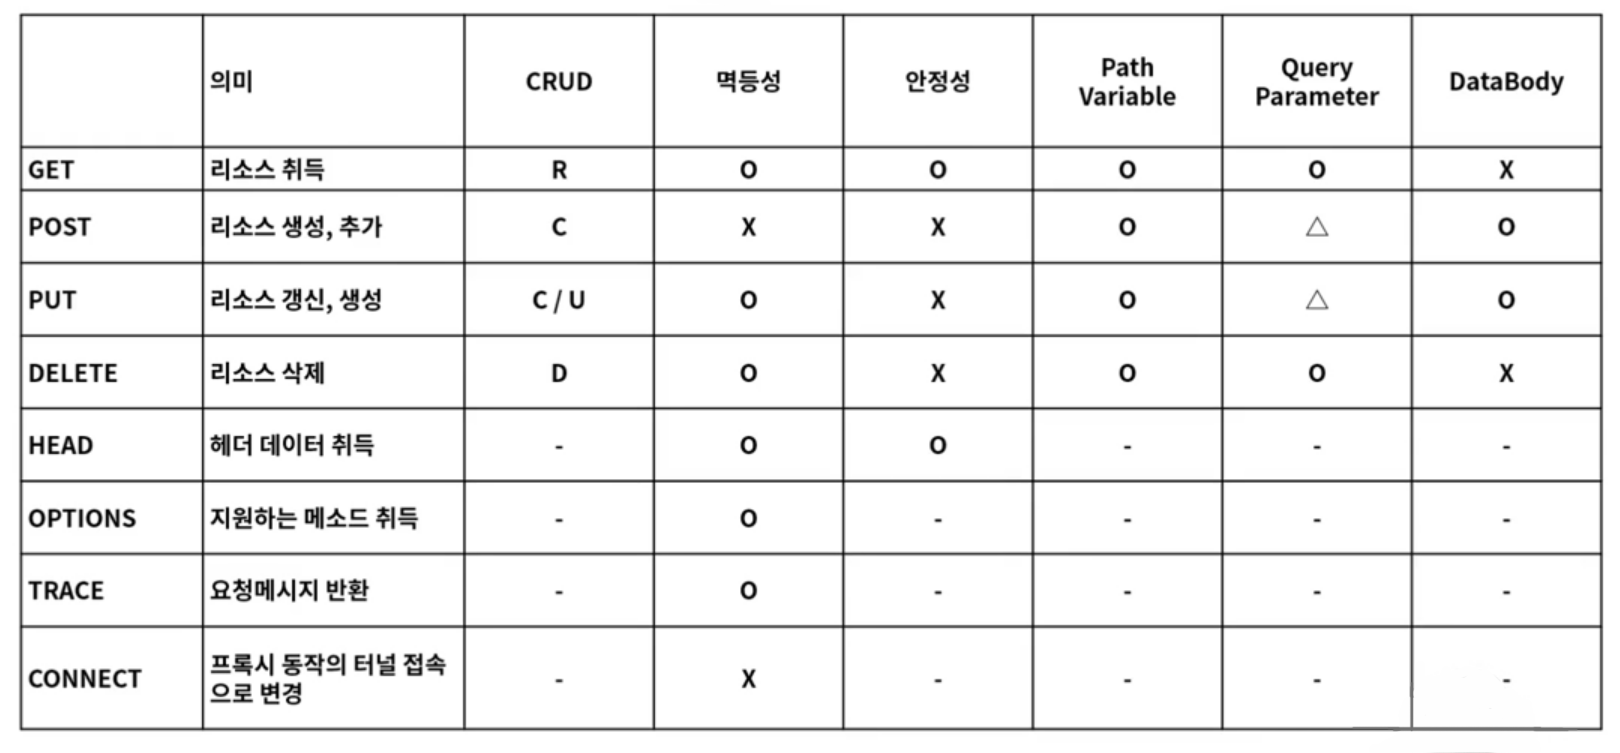 의미 CRUD 멱등성 안정성 Path Variable Query Parameter DataBody
GET 리소스 취득 R O O O O X
POST 리소스 생성, 추가 C X X O △ O
PUT 리소스 갱신, 생성 C / U O X O △ O
DELETE 리소스 삭제 D O X O O X
HEAD 헤더 데이터 취득 - O O - - -
OPTIONS 지원하는 메소드 취득 - O - - - -
TRACE 요청메시지 반환 - O - - - -
CONNECT 프록시 동작의 터널 접속으로 변경 - X - - - -